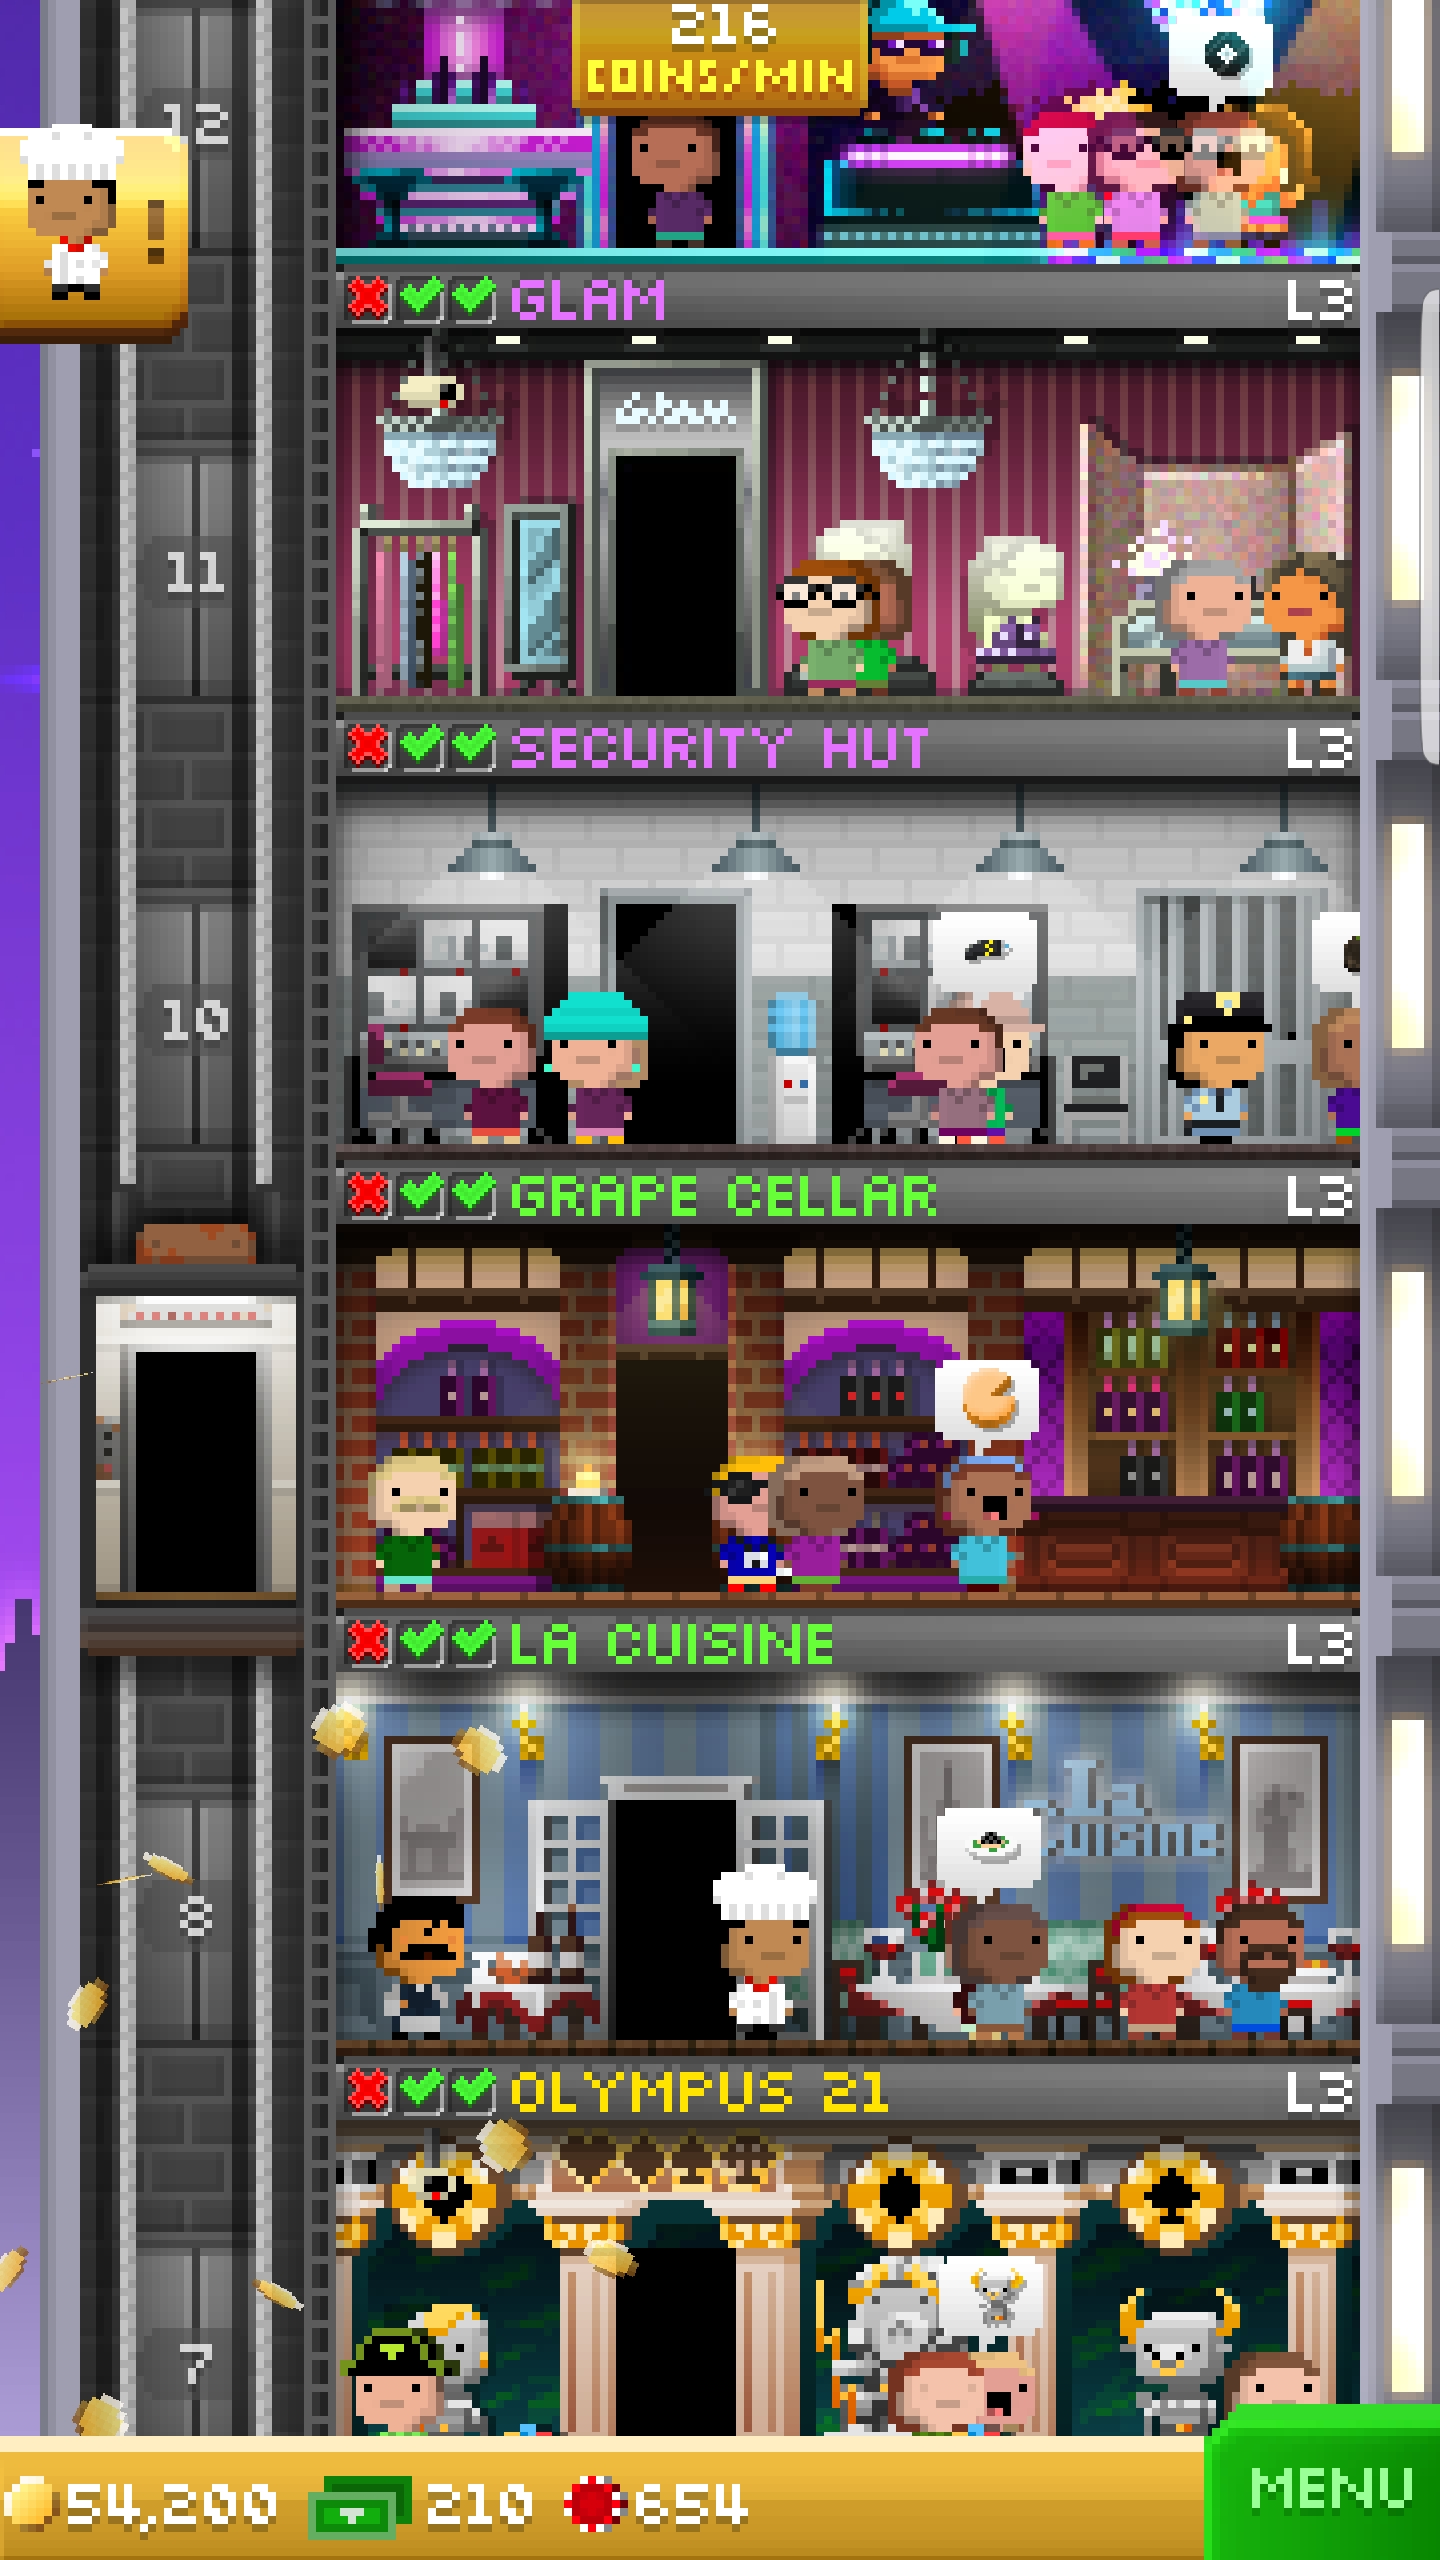 216
COINS/MIN
12
!
GLAM L3
Glam
11
SECURITY HUT L3
10
GRAPE CELLAR L3
LA CUISINE L3
La
Cuisine
8
OLYMPUS 21 L3
7
54,200 210 654
MENU